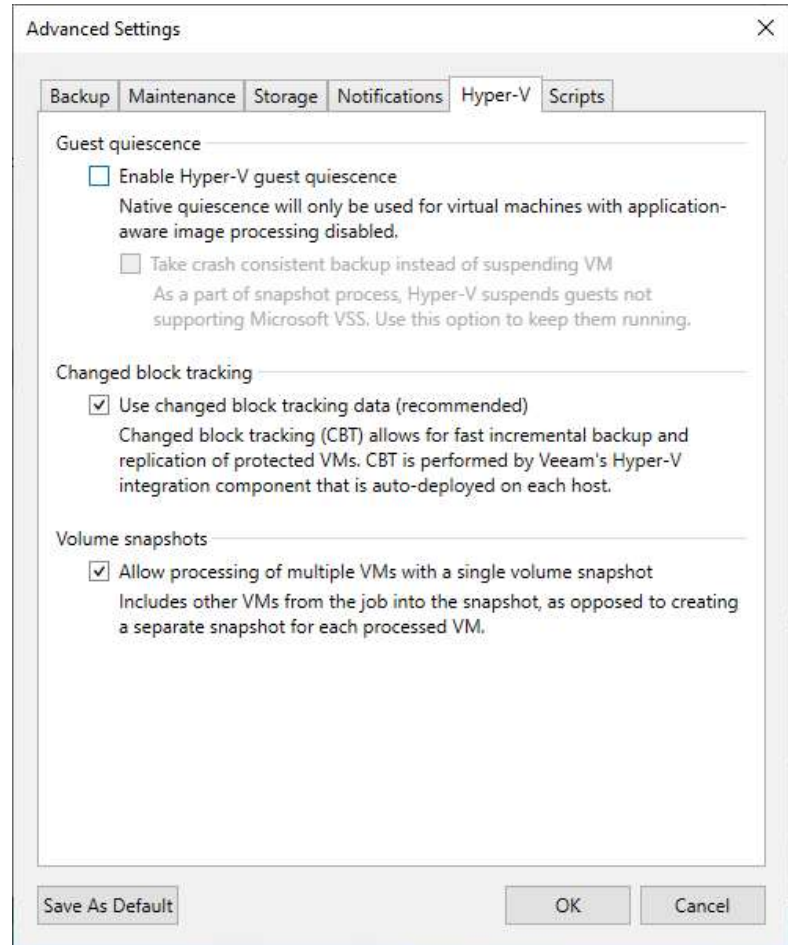 Advanced Settings
Backup Maintenance Storage Notifications Hyper-V Scripts
Guest quiescence
Enable Hyper-V guest quiescence
Native quiescence will only be used for virtual machines with application-
aware image processing disabled.
Take crash consistent backup instead of suspending VM
As a part of snapshot process, Hyper-V suspends guests not
supporting Microsoft VSS. Use this option to keep them running.
Changed block tracking
Use changed block tracking data (recommended)
Changed block tracking (CBT) allows for fast incremental backup and
replication of protected VMs. CBT is performed by Veeam's Hyper-V
integration component that is auto-deployed on each host.
Volume snapshots
Allow processing of multiple VMs with a single volume snapshot
Includes other VMs from the job into the snapshot, as opposed to creating
a separate snapshot for each processed VM.
Save As Default OK Cancel